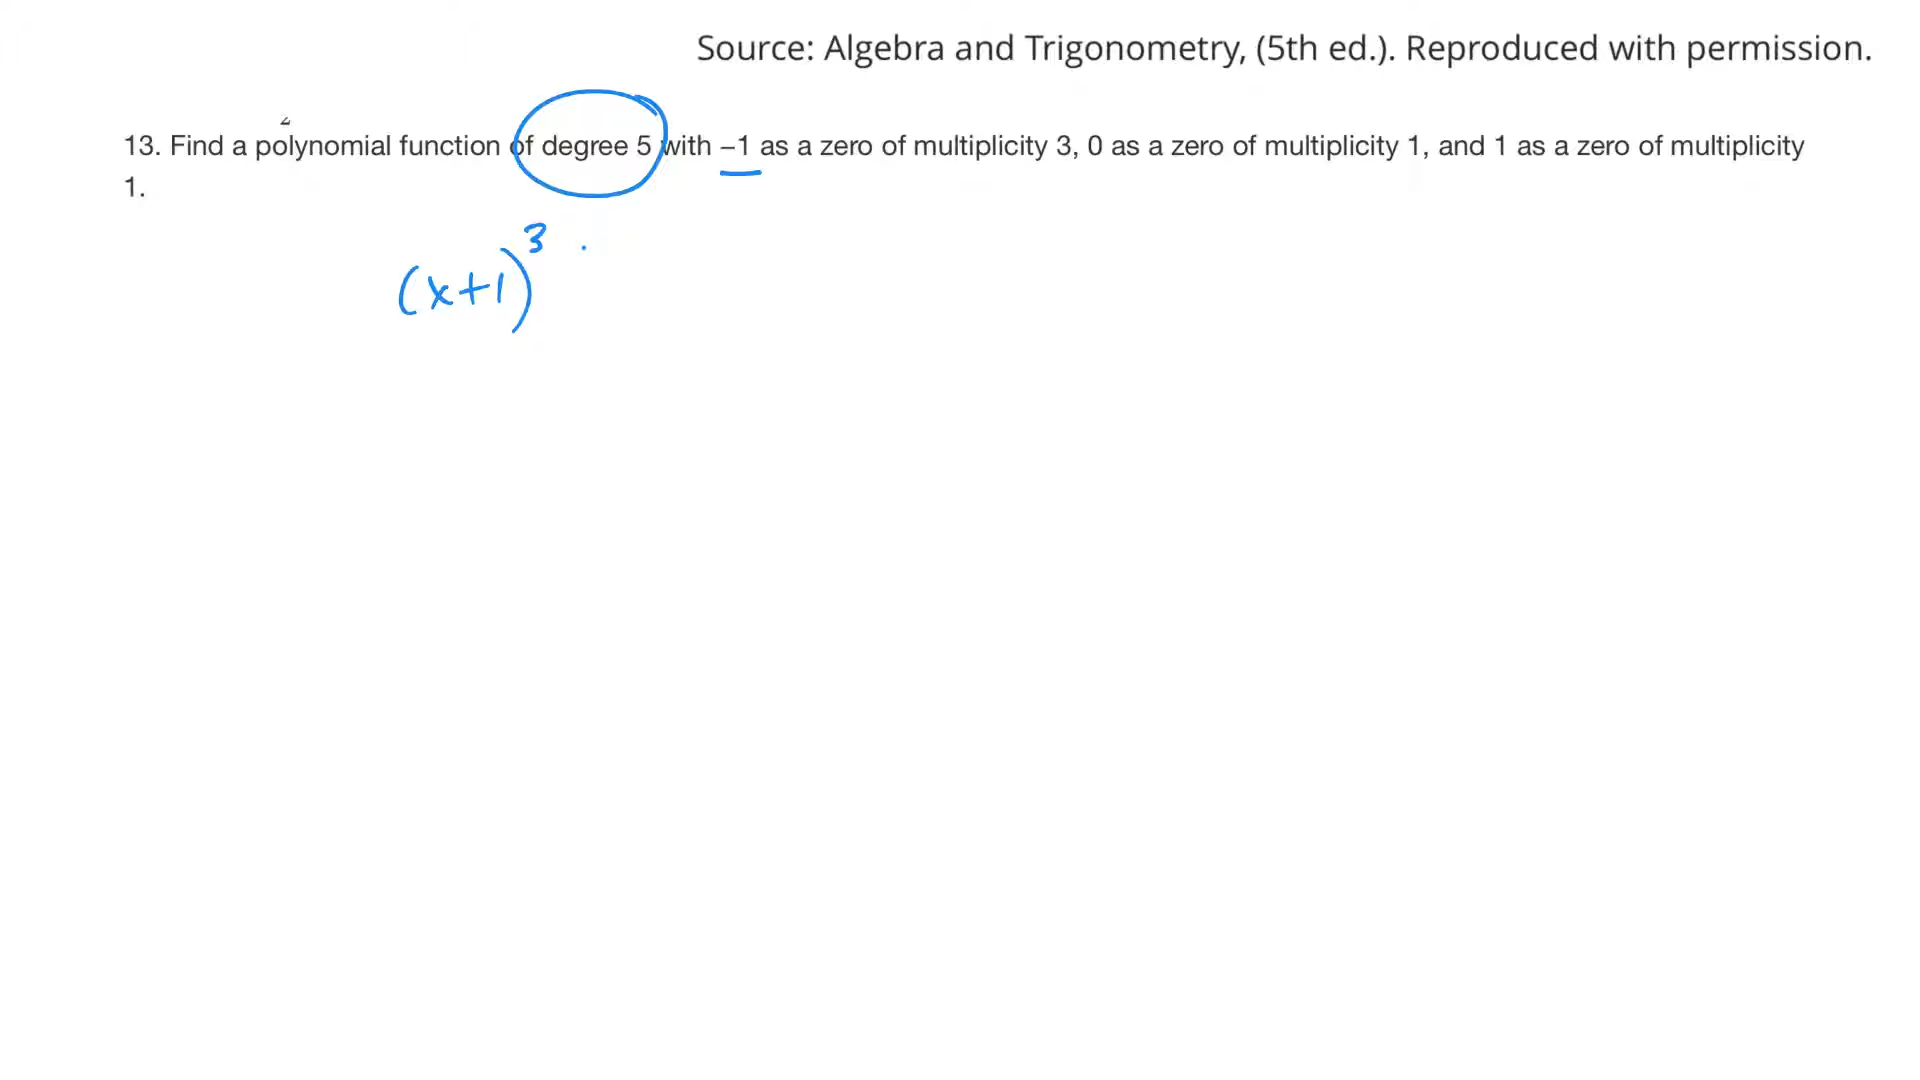 Source: Algebra and Trigonometry, (5th ed.). Reproduced with permission.
13. Find a polynomial function of degree 5 with −1 as a zero of multiplicity 3, 0 as a zero of multiplicity 1, and 1 as a zero of multiplicity
1.
(x+1)³ ·